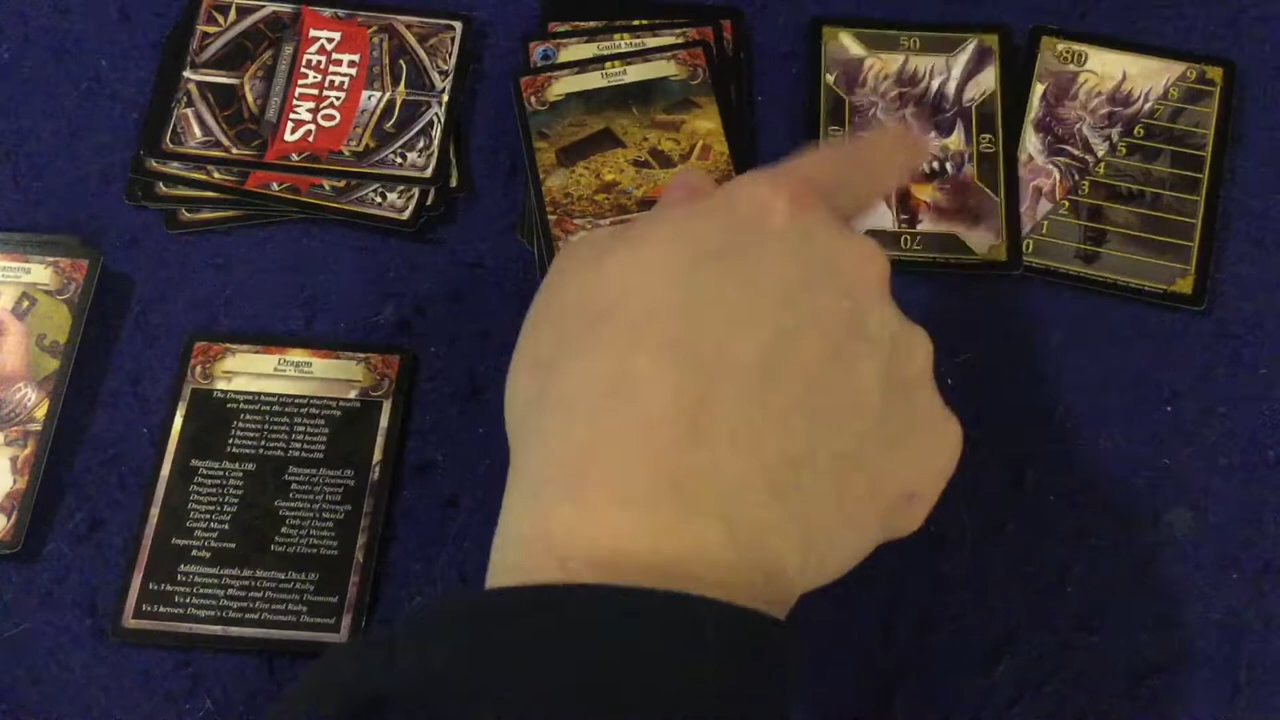 HERO
REALMS
Guild Mark
Hoard
50
60
70
80
9
8
7
6
5
4
3
2
1
0
Dragon
Boss • Villain
The Dragon's hand size and starting health
are based on the size of the party.
1 hero: 5 cards, 50 health
2 heroes: 6 cards, 100 health
3 heroes: 7 cards, 150 health
4 heroes: 8 cards, 200 health
5 heroes: 9 cards, 250 health
Starting Deck (10)
Demon Coin
Dragon's Bite
Dragon's Claw
Dragon's Fire
Dragon's Tail
Elven Gold
Guild Mark
Hoard
Imperial Chevron
Ruby
Treasure Hoard (9)
Amulet of Cleansing
Boots of Speed
Crown of Will
Gauntlets of Strength
Guardian's Shield
Orb of Death
Ring of Wishes
Sword of Destiny
Vial of Elven Tears
Additional cards for Starting Deck (8)
Vs 2 heroes: Dragon's Claw and Ruby
Vs 3 heroes: Cunning Blow and Prismatic Diamond
Vs 4 heroes: Dragon's Fire and Ruby
Vs 5 heroes: Dragon's Claw and Prismatic Diamond